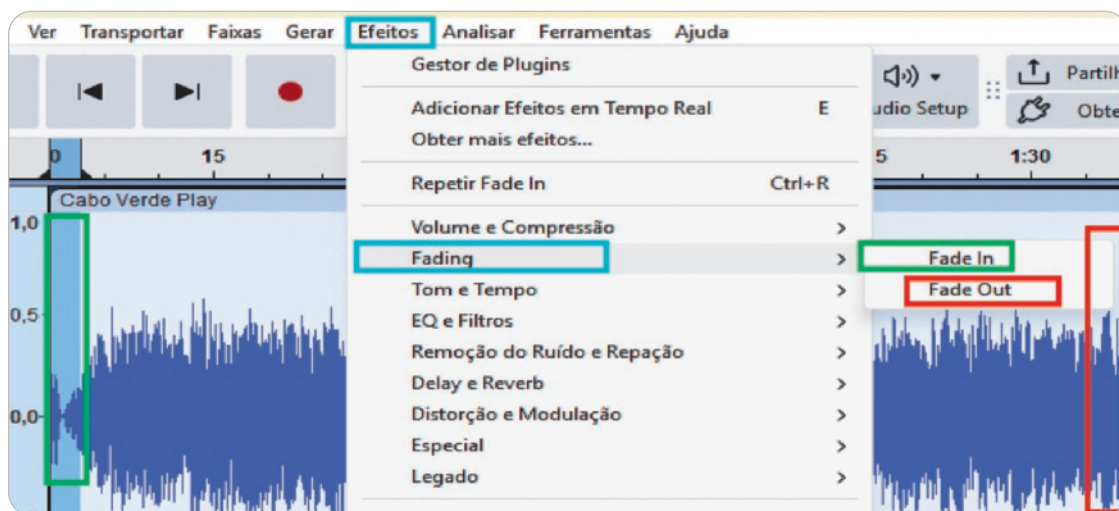 Ver Transportar Faixas Gerar Efeitos Analisar Ferramentas Ajuda
Gestor de Plugins
Adicionar Efeitos em Tempo Real E
Obter mais efeitos...
Repetir Fade In Ctrl+R
Volume e Compressão >
Fading >
Tom e Tempo >
EQ e Filtros >
Remoção do Ruído e Repação >
Delay e Reverb >
Distorção e Modulação >
Especial >
Legado >
Fade In
Fade Out
Partilh
udio Setup
Obte
0 15 5 1:30
Cabo Verde Play
1,0
0,5
0,0